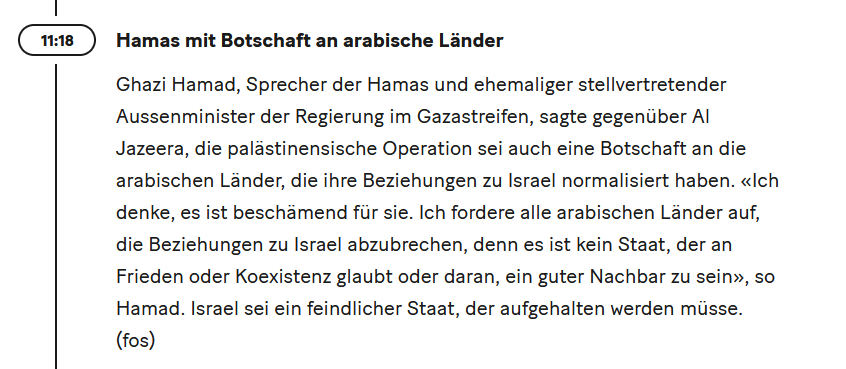 11:18 Hamas mit Botschaft an arabische Länder
Ghazi Hamad, Sprecher der Hamas und ehemaliger stellvertretender
Aussenminister der Regierung im Gazastreifen, sagte gegenüber Al
Jazeera, die palästinensische Operation sei auch eine Botschaft an die
arabischen Länder, die ihre Beziehungen zu Israel normalisiert haben. «Ich
denke, es ist beschämend für sie. Ich fordere alle arabischen Länder auf,
die Beziehungen zu Israel abzubrechen, denn es ist kein Staat, der an
Frieden oder Koexistenz glaubt oder daran, ein guter Nachbar zu sein», so
Hamad. Israel sei ein feindlicher Staat, der aufgehalten werden müsse.
(fos)